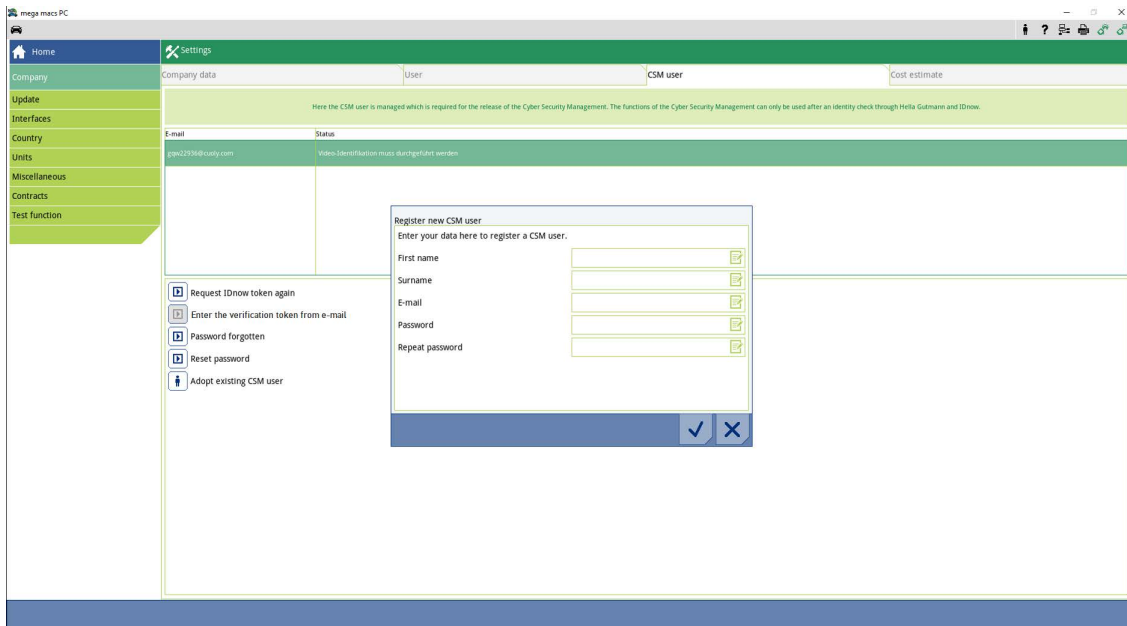 mega macs PC
Home
Settings
Company
Company data
User
CSM user
Cost estimate
Update
Interfaces
Country
Units
Miscellaneous
Contracts
Test function
Here the CSM user is managed which is required for the release of the Cyber Security Management. The functions of the Cyber Security Management can only be used after an identity check through Hella Gutmann and IDnow.
E-mail
Status
gqw22936@cuoly.com
Video-Identifikation muss durchgeführt werden
Register new CSM user
Enter your data here to register a CSM user.
First name
Surname
E-mail
Password
Repeat password
Request IDnow token again
Enter the verification token from e-mail
Password forgotten
Reset password
Adopt existing CSM user